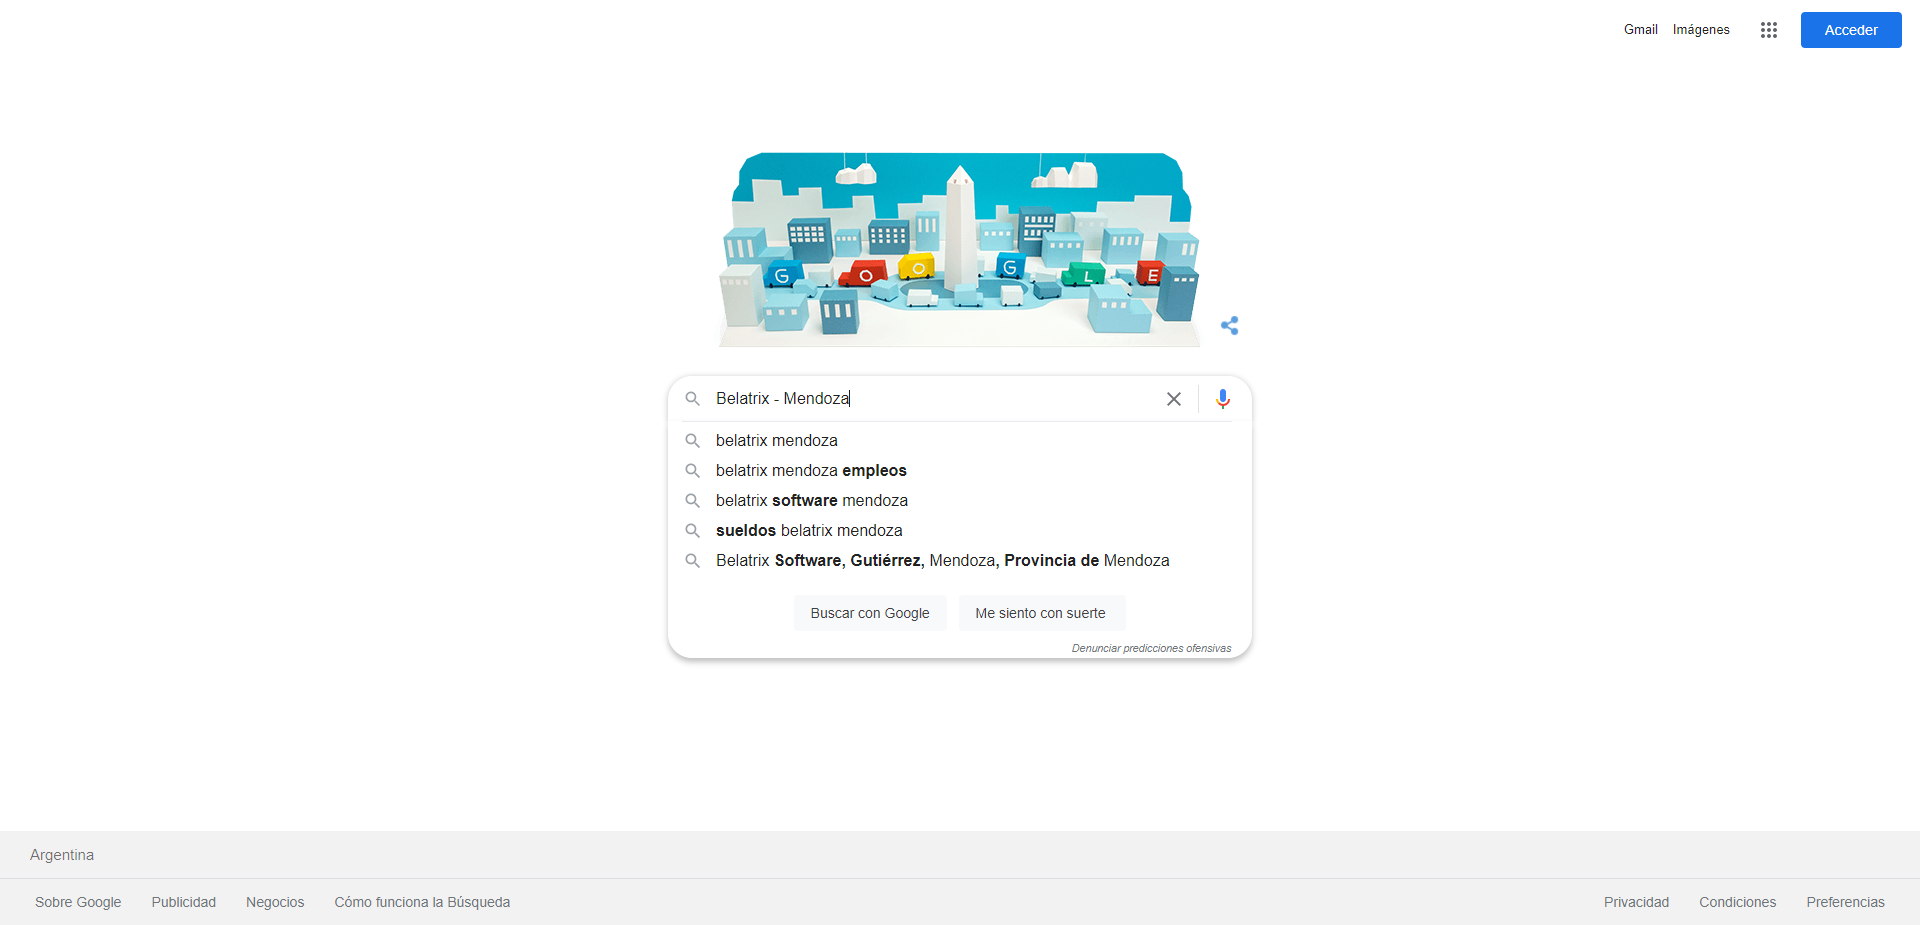 Gmail Imágenes Acceder
G O O G L E
Belatrix - Mendoza
belatrix mendoza
belatrix mendoza empleos
belatrix software mendoza
sueldos belatrix mendoza
Belatrix Software, Gutiérrez, Mendoza, Provincia de Mendoza
Buscar con Google Me siento con suerte
Denunciar predicciones ofensivas
Argentina
Sobre Google Publicidad Negocios Cómo funciona la Búsqueda Privacidad Condiciones Preferencias